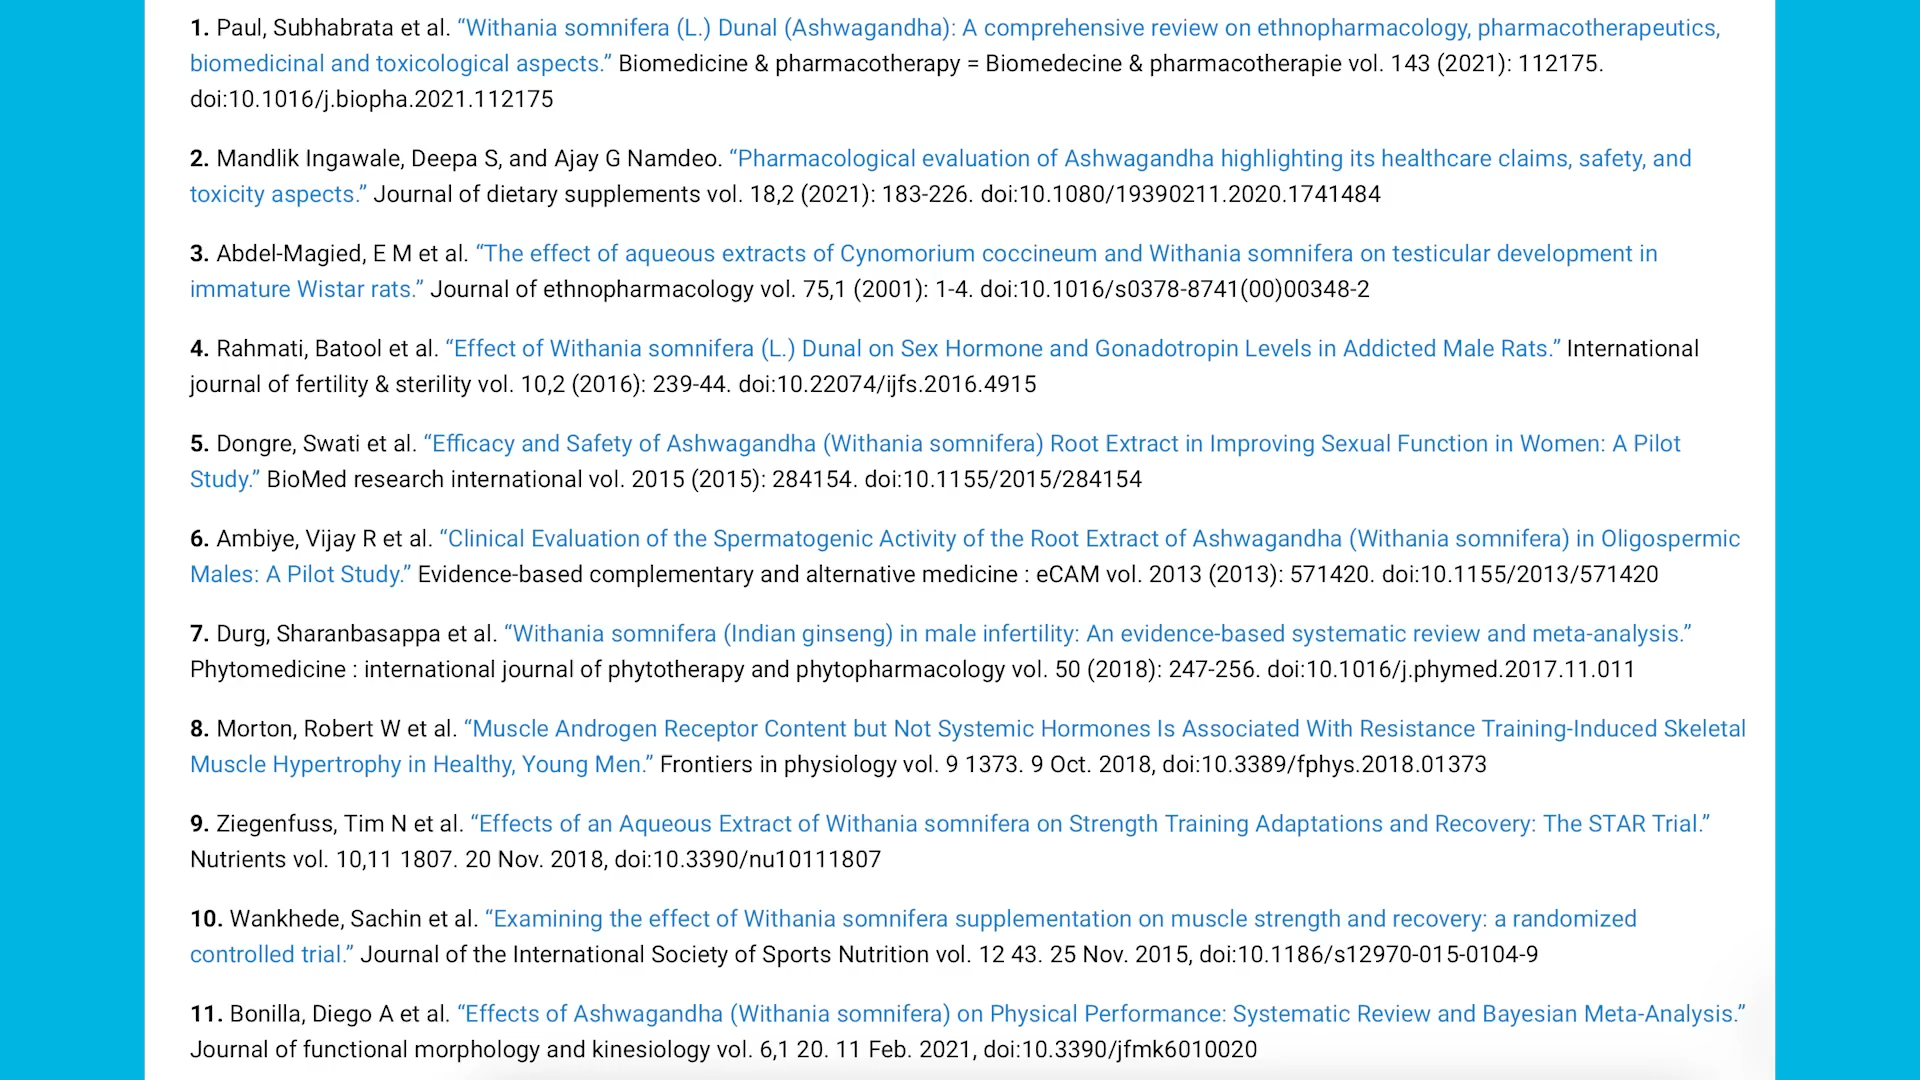 1. Paul, Subhabrata et al. “Withania somnifera (L.) Dunal (Ashwagandha): A comprehensive review on ethnopharmacology, pharmacotherapeutics,
biomedicinal and toxicological aspects.” Biomedicine & pharmacotherapy = Biomedecine & pharmacotherapie vol. 143 (2021): 112175.
doi:10.1016/j.biopha.2021.112175
2. Mandlik Ingawale, Deepa S, and Ajay G Namdeo. “Pharmacological evaluation of Ashwagandha highlighting its healthcare claims, safety, and
toxicity aspects.” Journal of dietary supplements vol. 18,2 (2021): 183-226. doi:10.1080/19390211.2020.1741484
3. Abdel-Magied, E M et al. “The effect of aqueous extracts of Cynomorium coccineum and Withania somnifera on testicular development in
immature Wistar rats.” Journal of ethnopharmacology vol. 75,1 (2001): 1-4. doi:10.1016/s0378-8741(00)00348-2
4. Rahmati, Batool et al. “Effect of Withania somnifera (L.) Dunal on Sex Hormone and Gonadotropin Levels in Addicted Male Rats.” International
journal of fertility & sterility vol. 10,2 (2016): 239-44. doi:10.22074/ijfs.2016.4915
5. Dongre, Swati et al. “Efficacy and Safety of Ashwagandha (Withania somnifera) Root Extract in Improving Sexual Function in Women: A Pilot
Study.” BioMed research international vol. 2015 (2015): 284154. doi:10.1155/2015/284154
6. Ambiye, Vijay R et al. “Clinical Evaluation of the Spermatogenic Activity of the Root Extract of Ashwagandha (Withania somnifera) in Oligospermic
Males: A Pilot Study.” Evidence-based complementary and alternative medicine : eCAM vol. 2013 (2013): 571420. doi:10.1155/2013/571420
7. Durg, Sharanbasappa et al. “Withania somnifera (Indian ginseng) in male infertility: An evidence-based systematic review and meta-analysis.”
Phytomedicine : international journal of phytotherapy and phytopharmacology vol. 50 (2018): 247-256. doi:10.1016/j.phymed.2017.11.011
8. Morton, Robert W et al. “Muscle Androgen Receptor Content but Not Systemic Hormones Is Associated With Resistance Training-Induced Skeletal
Muscle Hypertrophy in Healthy, Young Men.” Frontiers in physiology vol. 9 1373. 9 Oct. 2018, doi:10.3389/fphys.2018.01373
9. Ziegenfuss, Tim N et al. “Effects of an Aqueous Extract of Withania somnifera on Strength Training Adaptations and Recovery: The STAR Trial.”
Nutrients vol. 10,11 1807. 20 Nov. 2018, doi:10.3390/nu10111807
10. Wankhede, Sachin et al. “Examining the effect of Withania somnifera supplementation on muscle strength and recovery: a randomized
controlled trial.” Journal of the International Society of Sports Nutrition vol. 12 43. 25 Nov. 2015, doi:10.1186/s12970-015-0104-9
11. Bonilla, Diego A et al. “Effects of Ashwagandha (Withania somnifera) on Physical Performance: Systematic Review and Bayesian Meta-Analysis.”
Journal of functional morphology and kinesiology vol. 6,1 20. 11 Feb. 2021, doi:10.3390/jfmk6010020